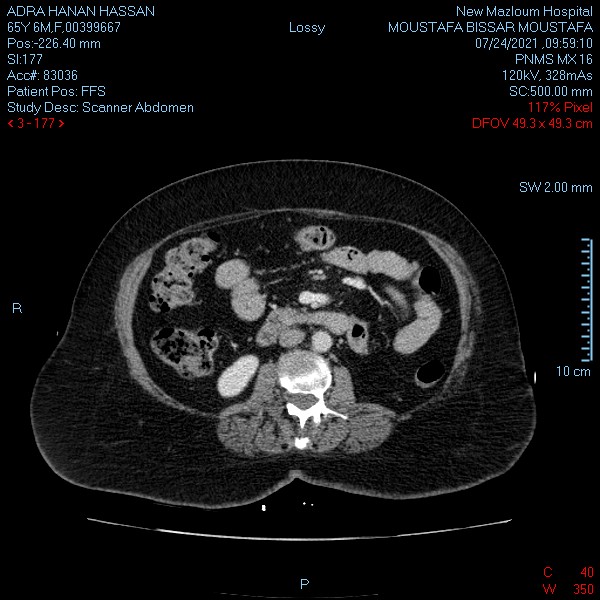 ADRA HANAN HASSAN
65Y 6M,F,00399667
Pos:-226.40 mm
SI:177
Acc#: 83036
Patient Pos: FFS
Study Desc: Scanner Abdomen
< 3 - 177 >
Lossy
New Mazloum Hospital
MOUSTAFA BISSAR MOUSTAFA
07/24/2021 ,09:59:10
PNMS MX 16
120kV, 328mAs
SC:500.00 mm
117% Pixel
DFOV 49.3 x 49.3 cm
SW 2.00 mm
R
10 cm
P
C 40
W 350